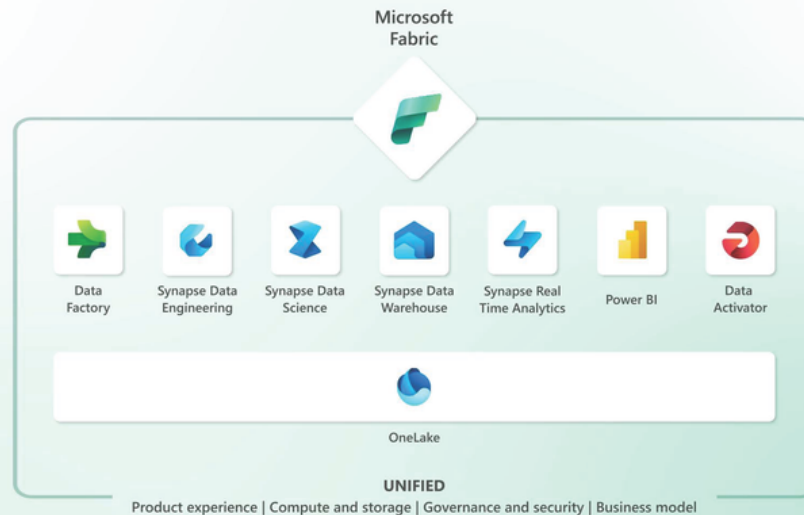 Microsoft
Fabric
Data
Factory
Synapse Data
Engineering
Synapse Data
Science
Synapse Data
Warehouse
Synapse Real
Time Analytics
Power BI
Data
Activator
OneLake
UNIFIED
Product experience | Compute and storage | Governance and security | Business model